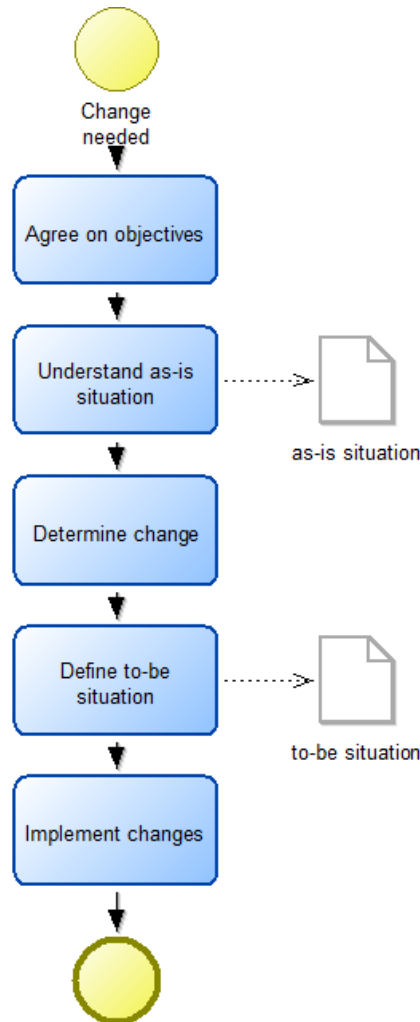 Change
needed
Agree on objectives
Understand as-is
situation
as-is situation
Determine change
Define to-be
situation
to-be situation
Implement changes